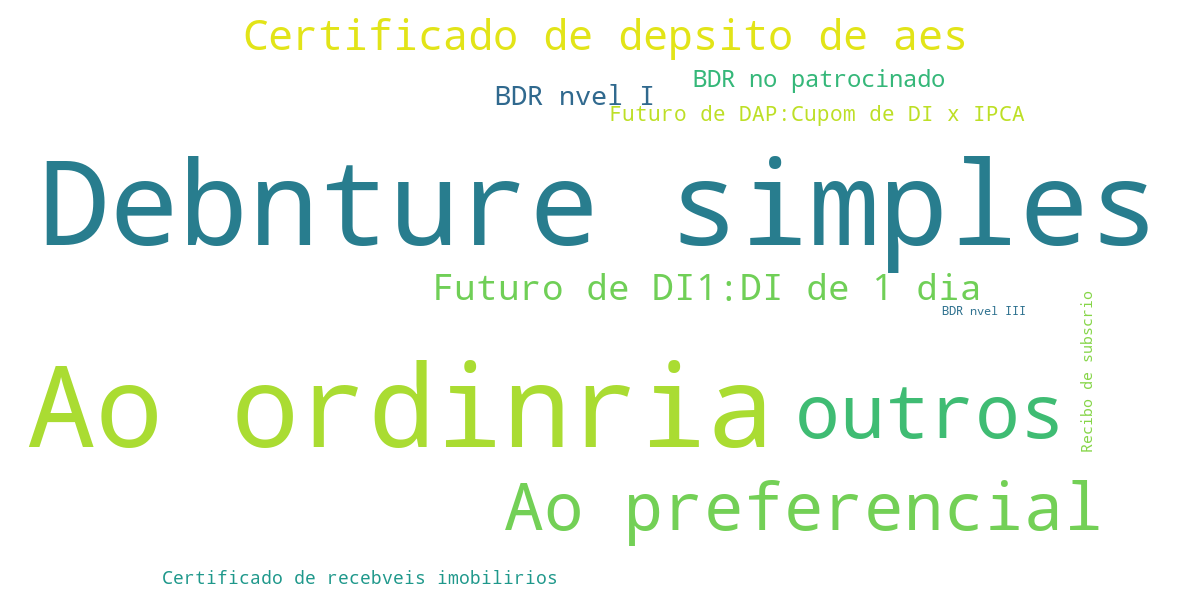 Certificado de depsito de aes
BDR no patrocinado
BDR nvel I
Futuro de DAP:Cupom de DI x IPCA
Debnture simples
Futuro de DI1:DI de 1 dia
BDR nvel III
Recibo de subscrio
Ao ordinria
outros
Ao preferencial
Certificado de recebveis imobilirios